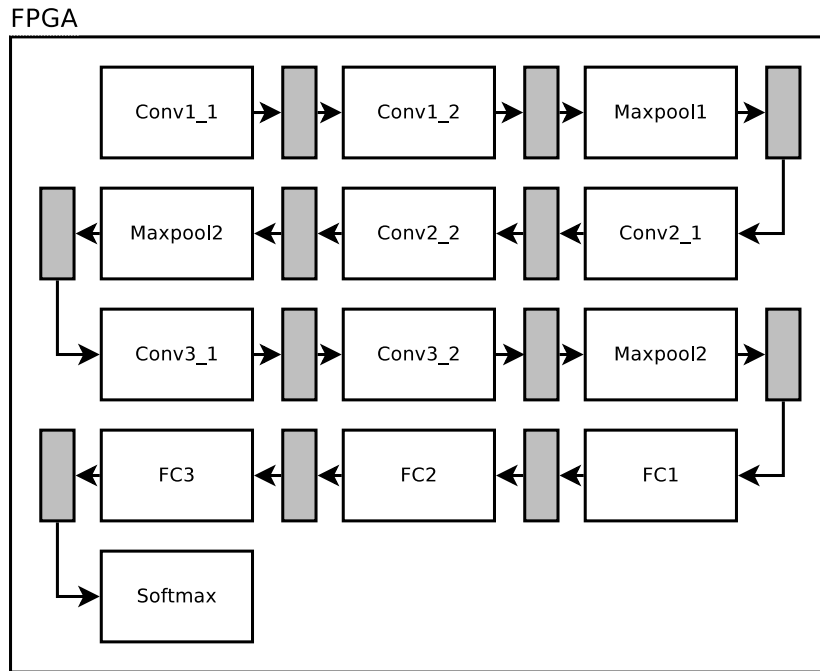 FPGA
Conv1_1
Conv1_2
Maxpool1
Maxpool2
Conv2_2
Conv2_1
Conv3_1
Conv3_2
Maxpool2
FC3
FC2
FC1
Softmax